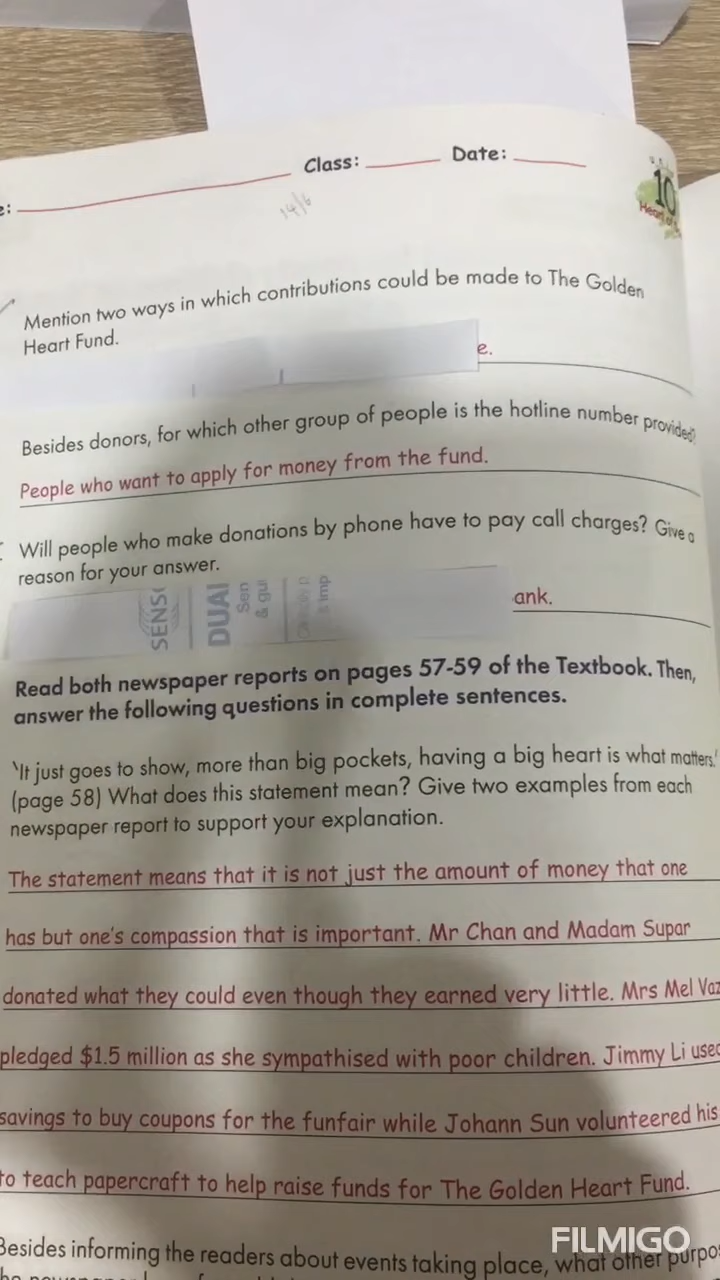 e: Class: Date:
14/6
10
Mention two ways in which contributions could be made to The Golden
Heart Fund.
e.
Besides donors, for which other group of people is the hotline number provided?
People who want to apply for money from the fund.
Will people who make donations by phone have to pay call charges? Give a
reason for your answer.
SENSO
DUAL
Sen
& gu
& imp
ank.
Read both newspaper reports on pages 57-59 of the Textbook. Then,
answer the following questions in complete sentences.
'It just goes to show, more than big pockets, having a big heart is what matters.'
(page 58) What does this statement mean? Give two examples from each
newspaper report to support your explanation.
The statement means that it is not just the amount of money that one
has but one's compassion that is important. Mr Chan and Madam Supar
donated what they could even though they earned very little. Mrs Mel Vaz
pledged $1.5 million as she sympathised with poor children. Jimmy Li used
savings to buy coupons for the funfair while Johann Sun volunteered his
to teach papercraft to help raise funds for The Golden Heart Fund.
Besides informing the readers about events taking place, what other purpo
FILMIGO